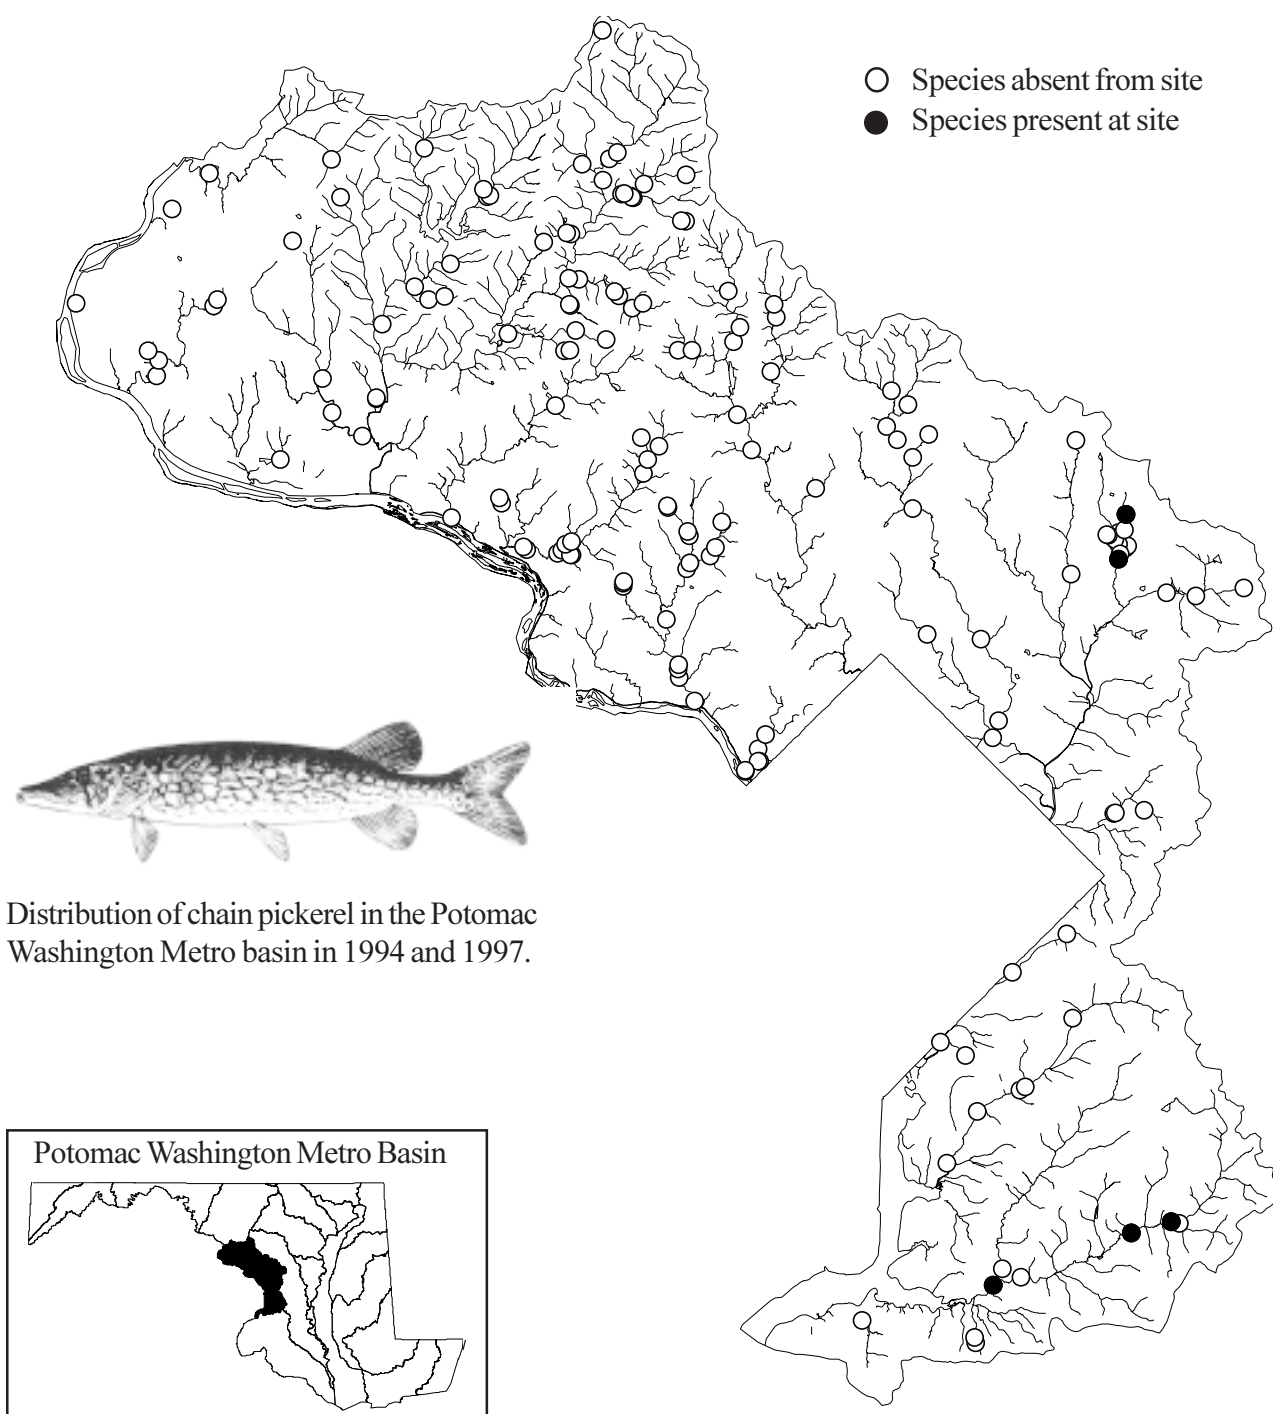 Species absent from site
Species present at site
Distribution of chain pickerel in the Potomac
Washington Metro basin in 1994 and 1997.
Potomac Washington Metro Basin